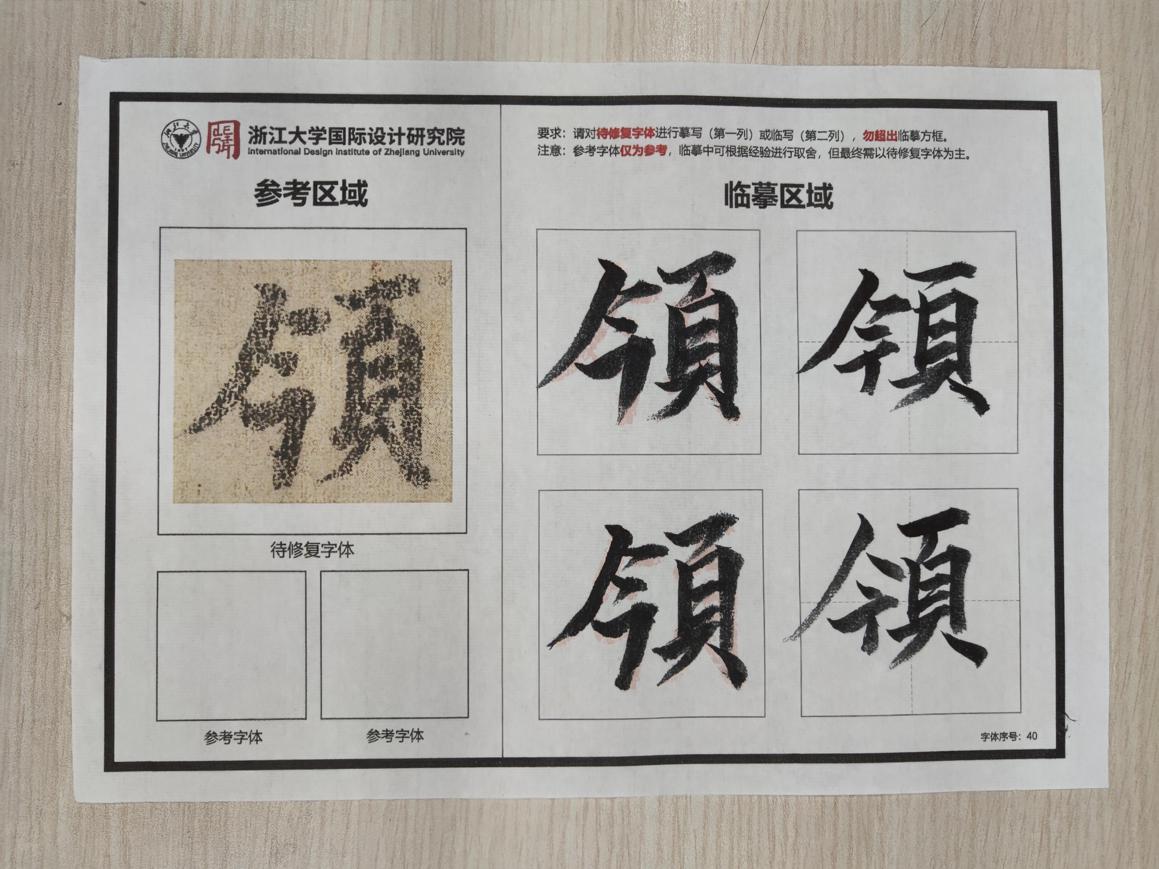 浙江大学国际设计研究院
International Design Institute of Zhejiang University
参考区域
領
待修复字体
参考字体
参考字体
要求：请对待修复字体进行摹写（第一列）或临写（第二列），勿超出临摹方框。
注意：参考字体仅为参考，临摹中可根据经验进行取舍，但最终需以待修复字体为主。
临摹区域
領 領
領 領
字体序号：40